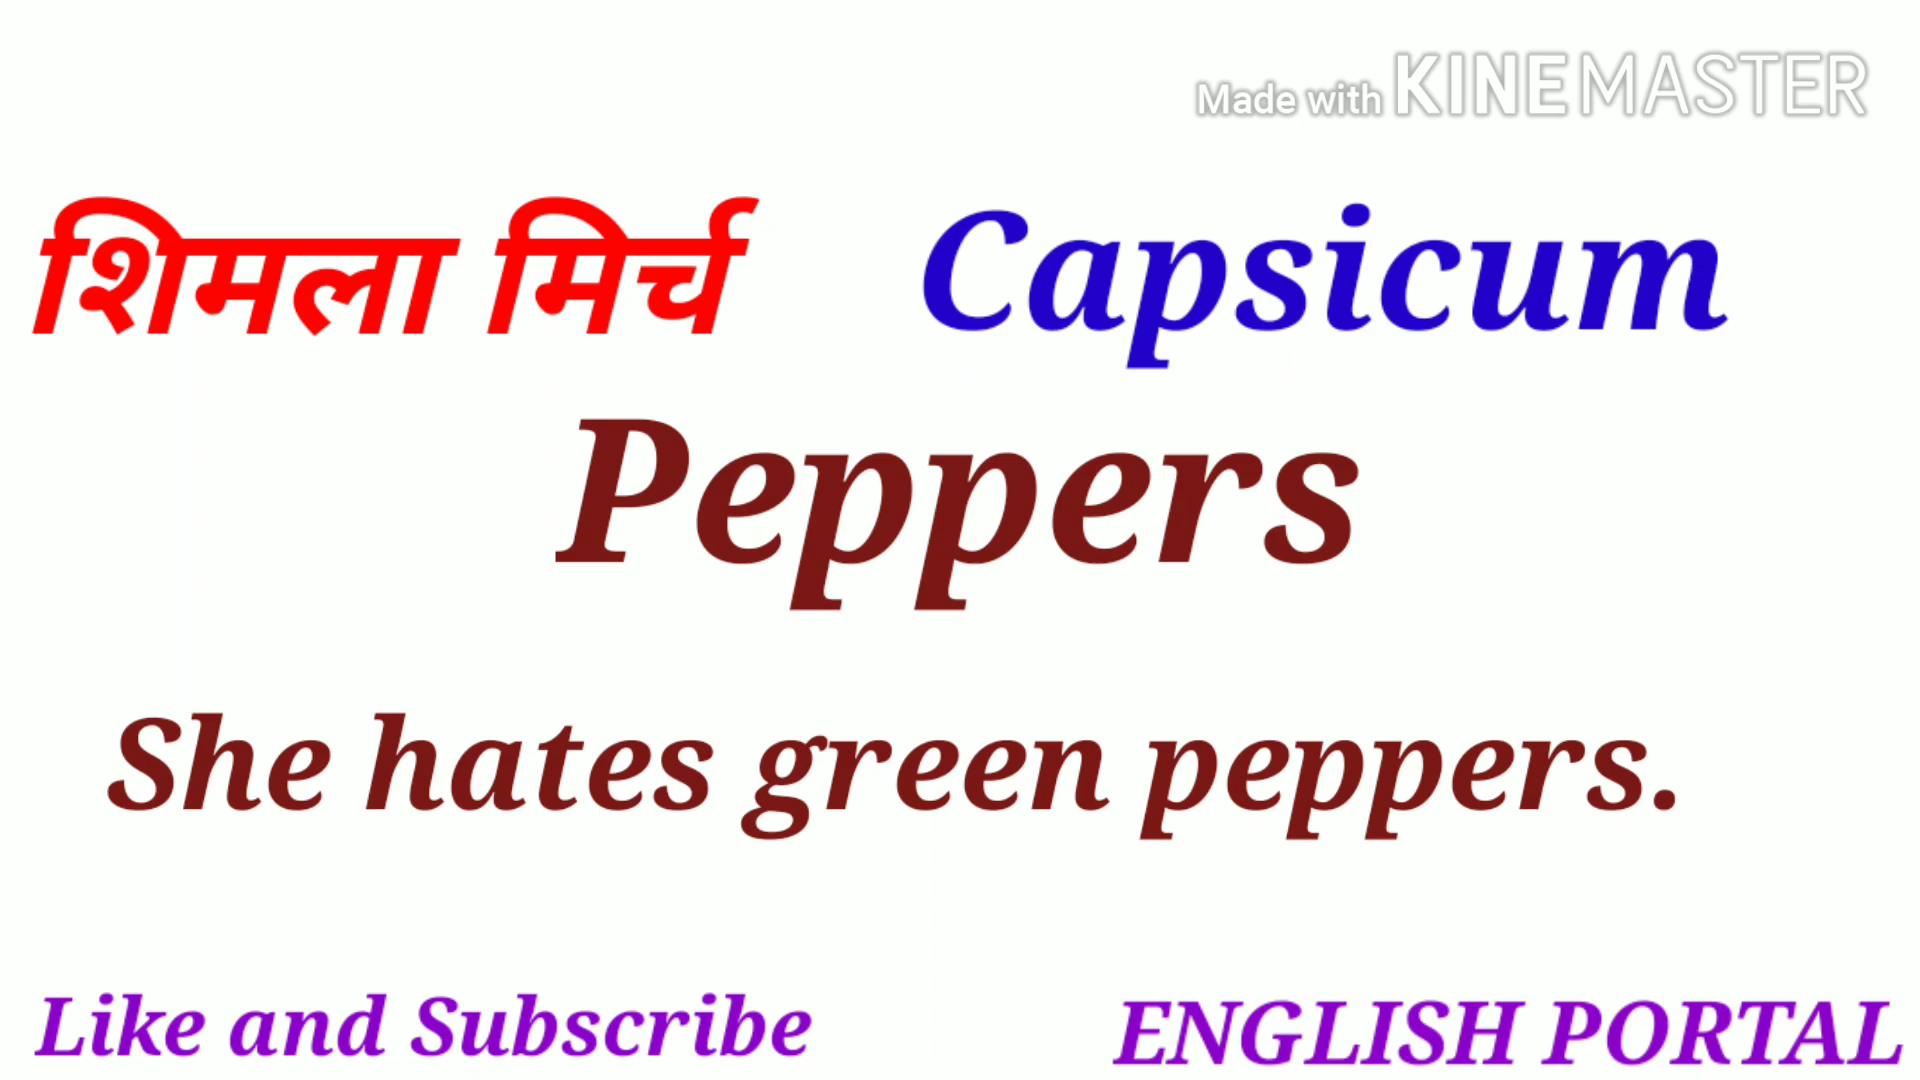 Made with KINEMASTER
शिमला मिर्च Capsicum
Peppers
She hates green peppers.
Like and Subscribe ENGLISH PORTAL